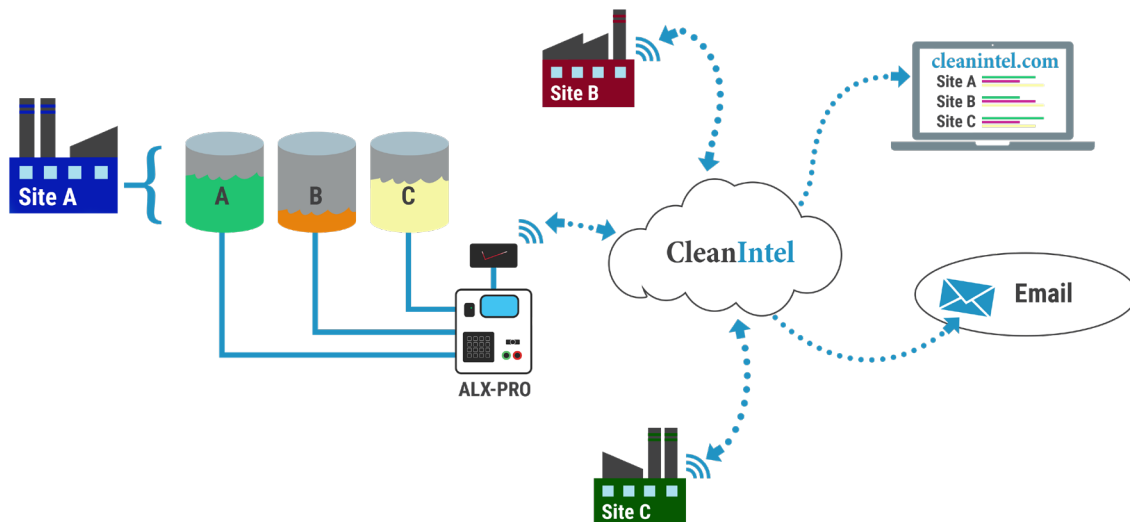 Site A
A
B
C
ALX-PRO
Site B
CleanIntel
cleanintel.com
Site A
Site B
Site C
Email
Site C